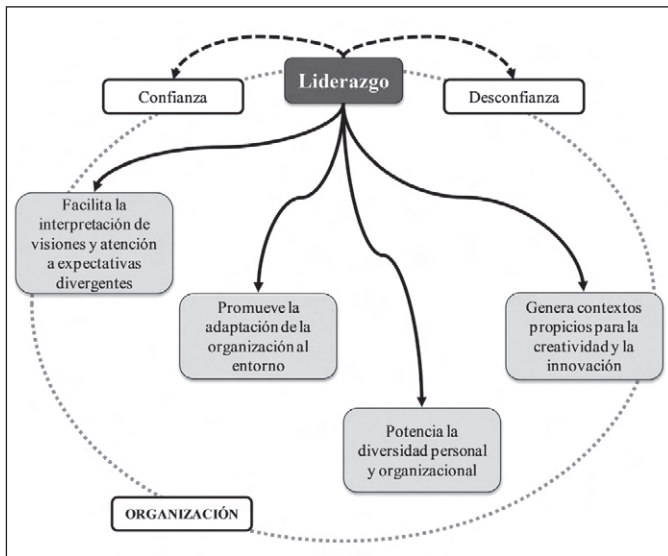 Liderazgo
Confianza
Desconfianza
Facilita la
interpretación de
visiones y atención
a expectativas
divergentes
Promueve la
adaptación de la
organización al
entorno
Genera contextos
propicios para la
creatividad y la
innovación
Potencia la
diversidad personal
y organizacional
ORGANIZACIÓN